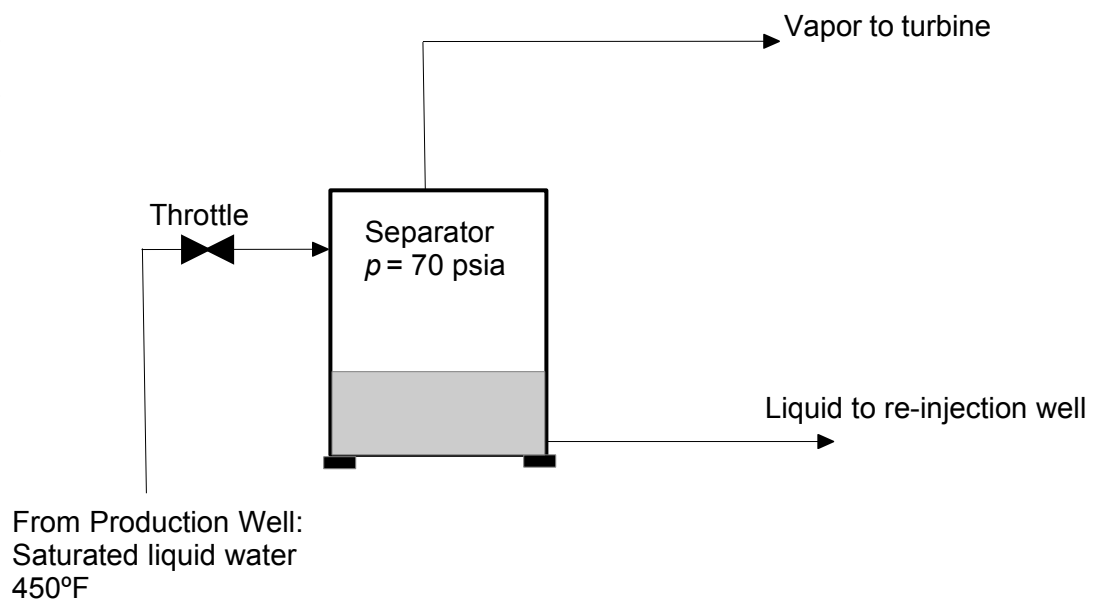 Vapor to turbine
Throttle
Separator
p = 70 psia
Liquid to re-injection well
From Production Well:
Saturated liquid water
450ºF